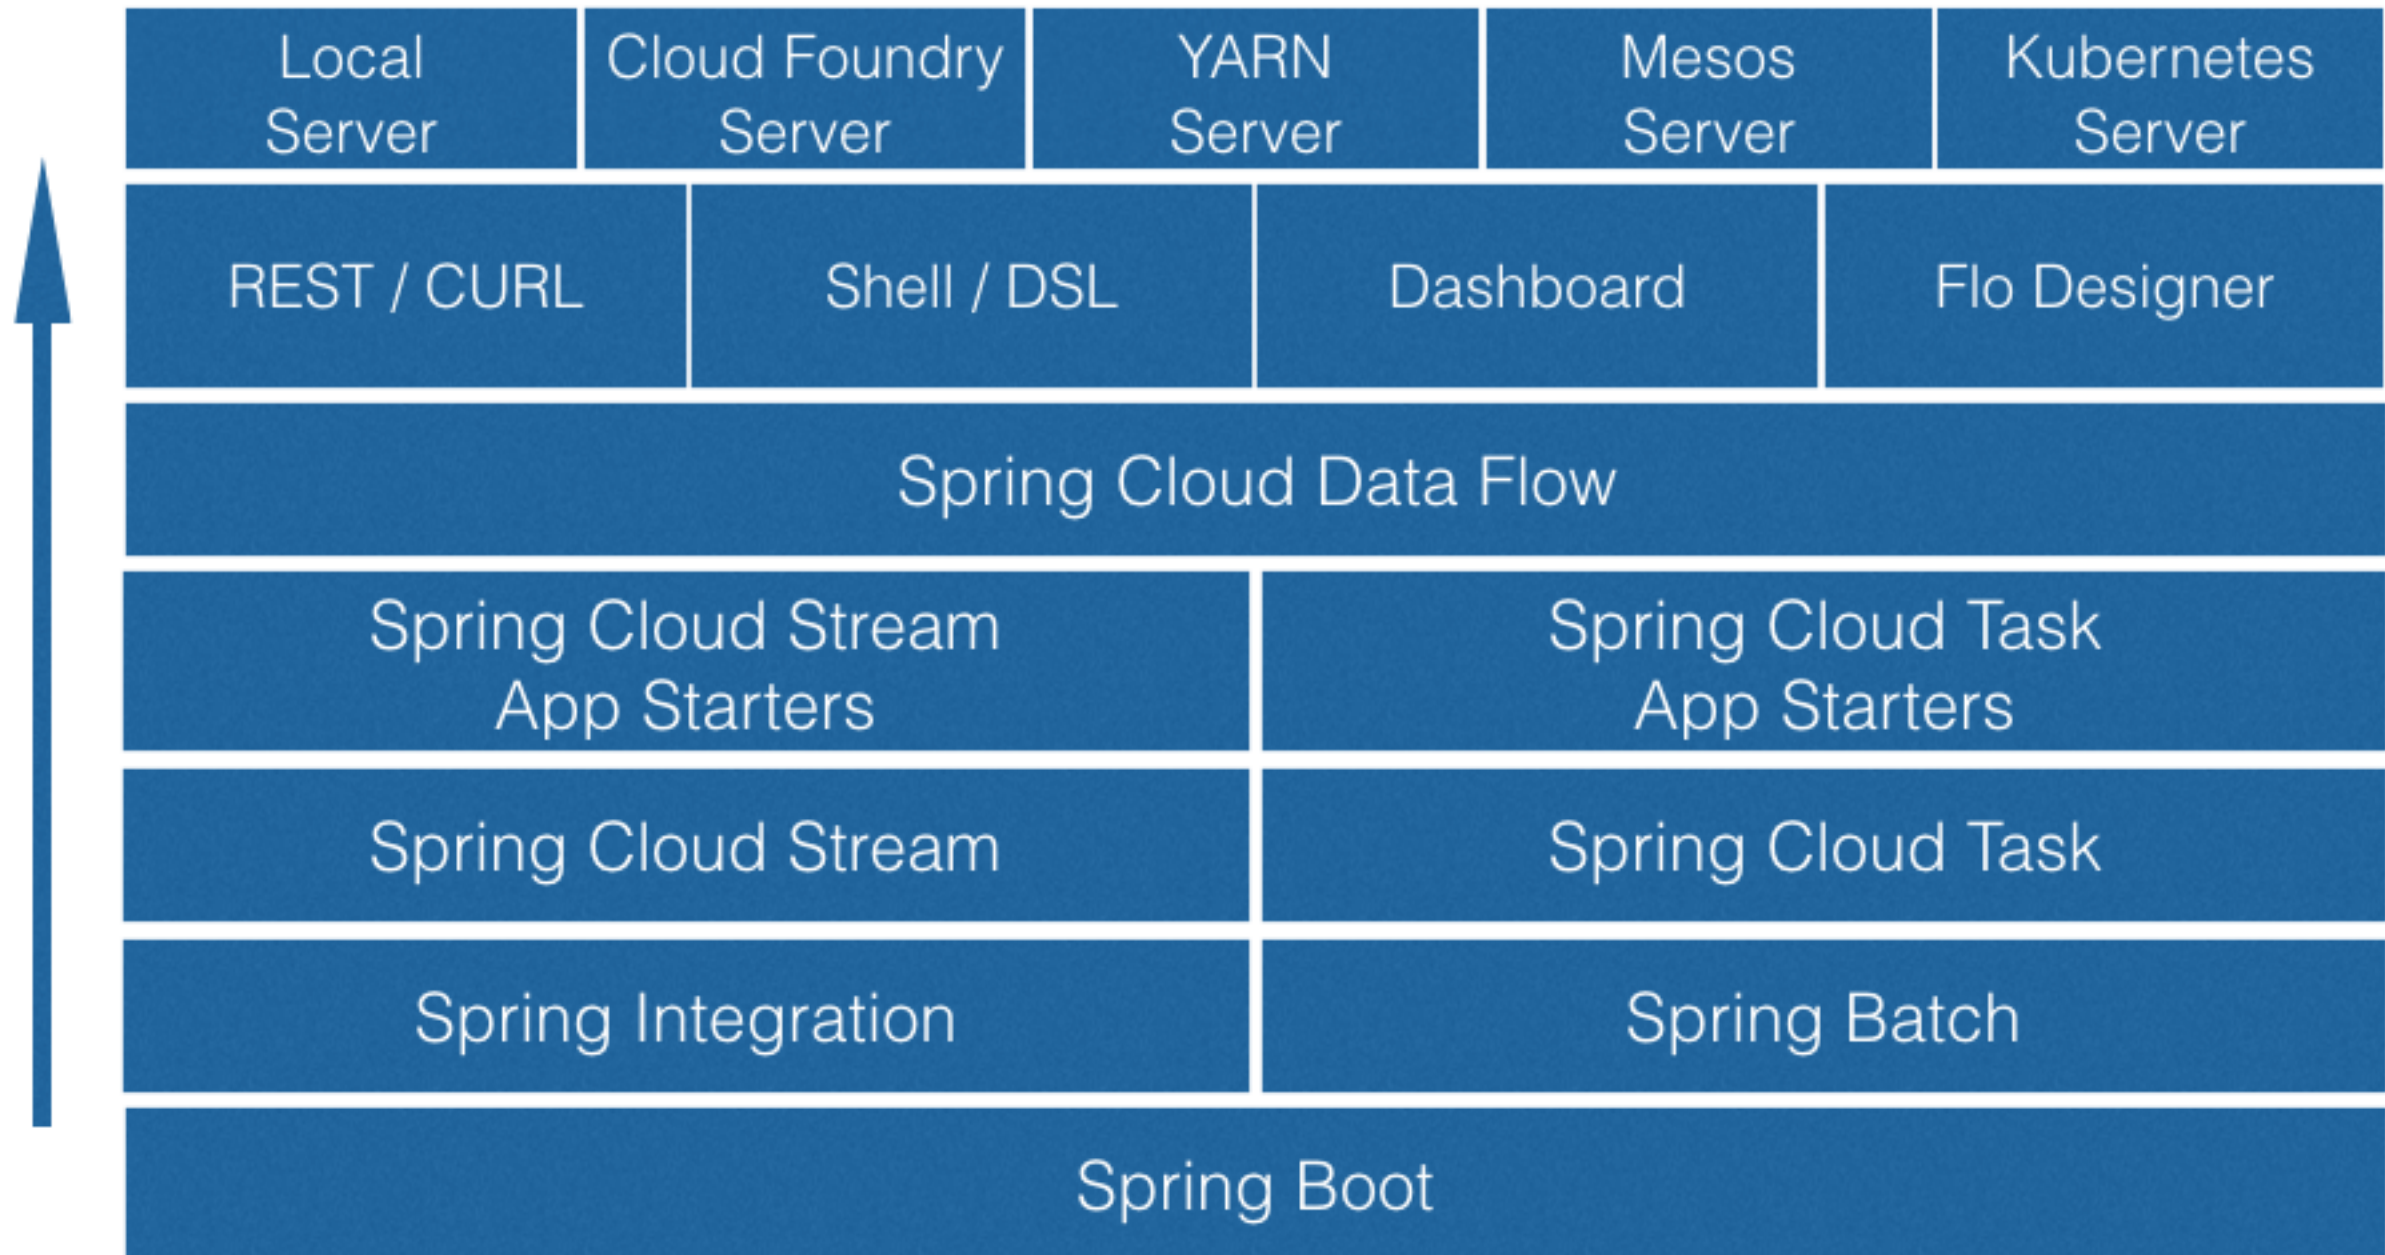 Local
Server
Cloud Foundry
Server
YARN
Server
Mesos
Server
Kubernetes
Server
REST / CURL
Shell / DSL
Dashboard
Flo Designer
Spring Cloud Data Flow
Spring Cloud Stream
App Starters
Spring Cloud Task
App Starters
Spring Cloud Stream
Spring Cloud Task
Spring Integration
Spring Batch
Spring Boot